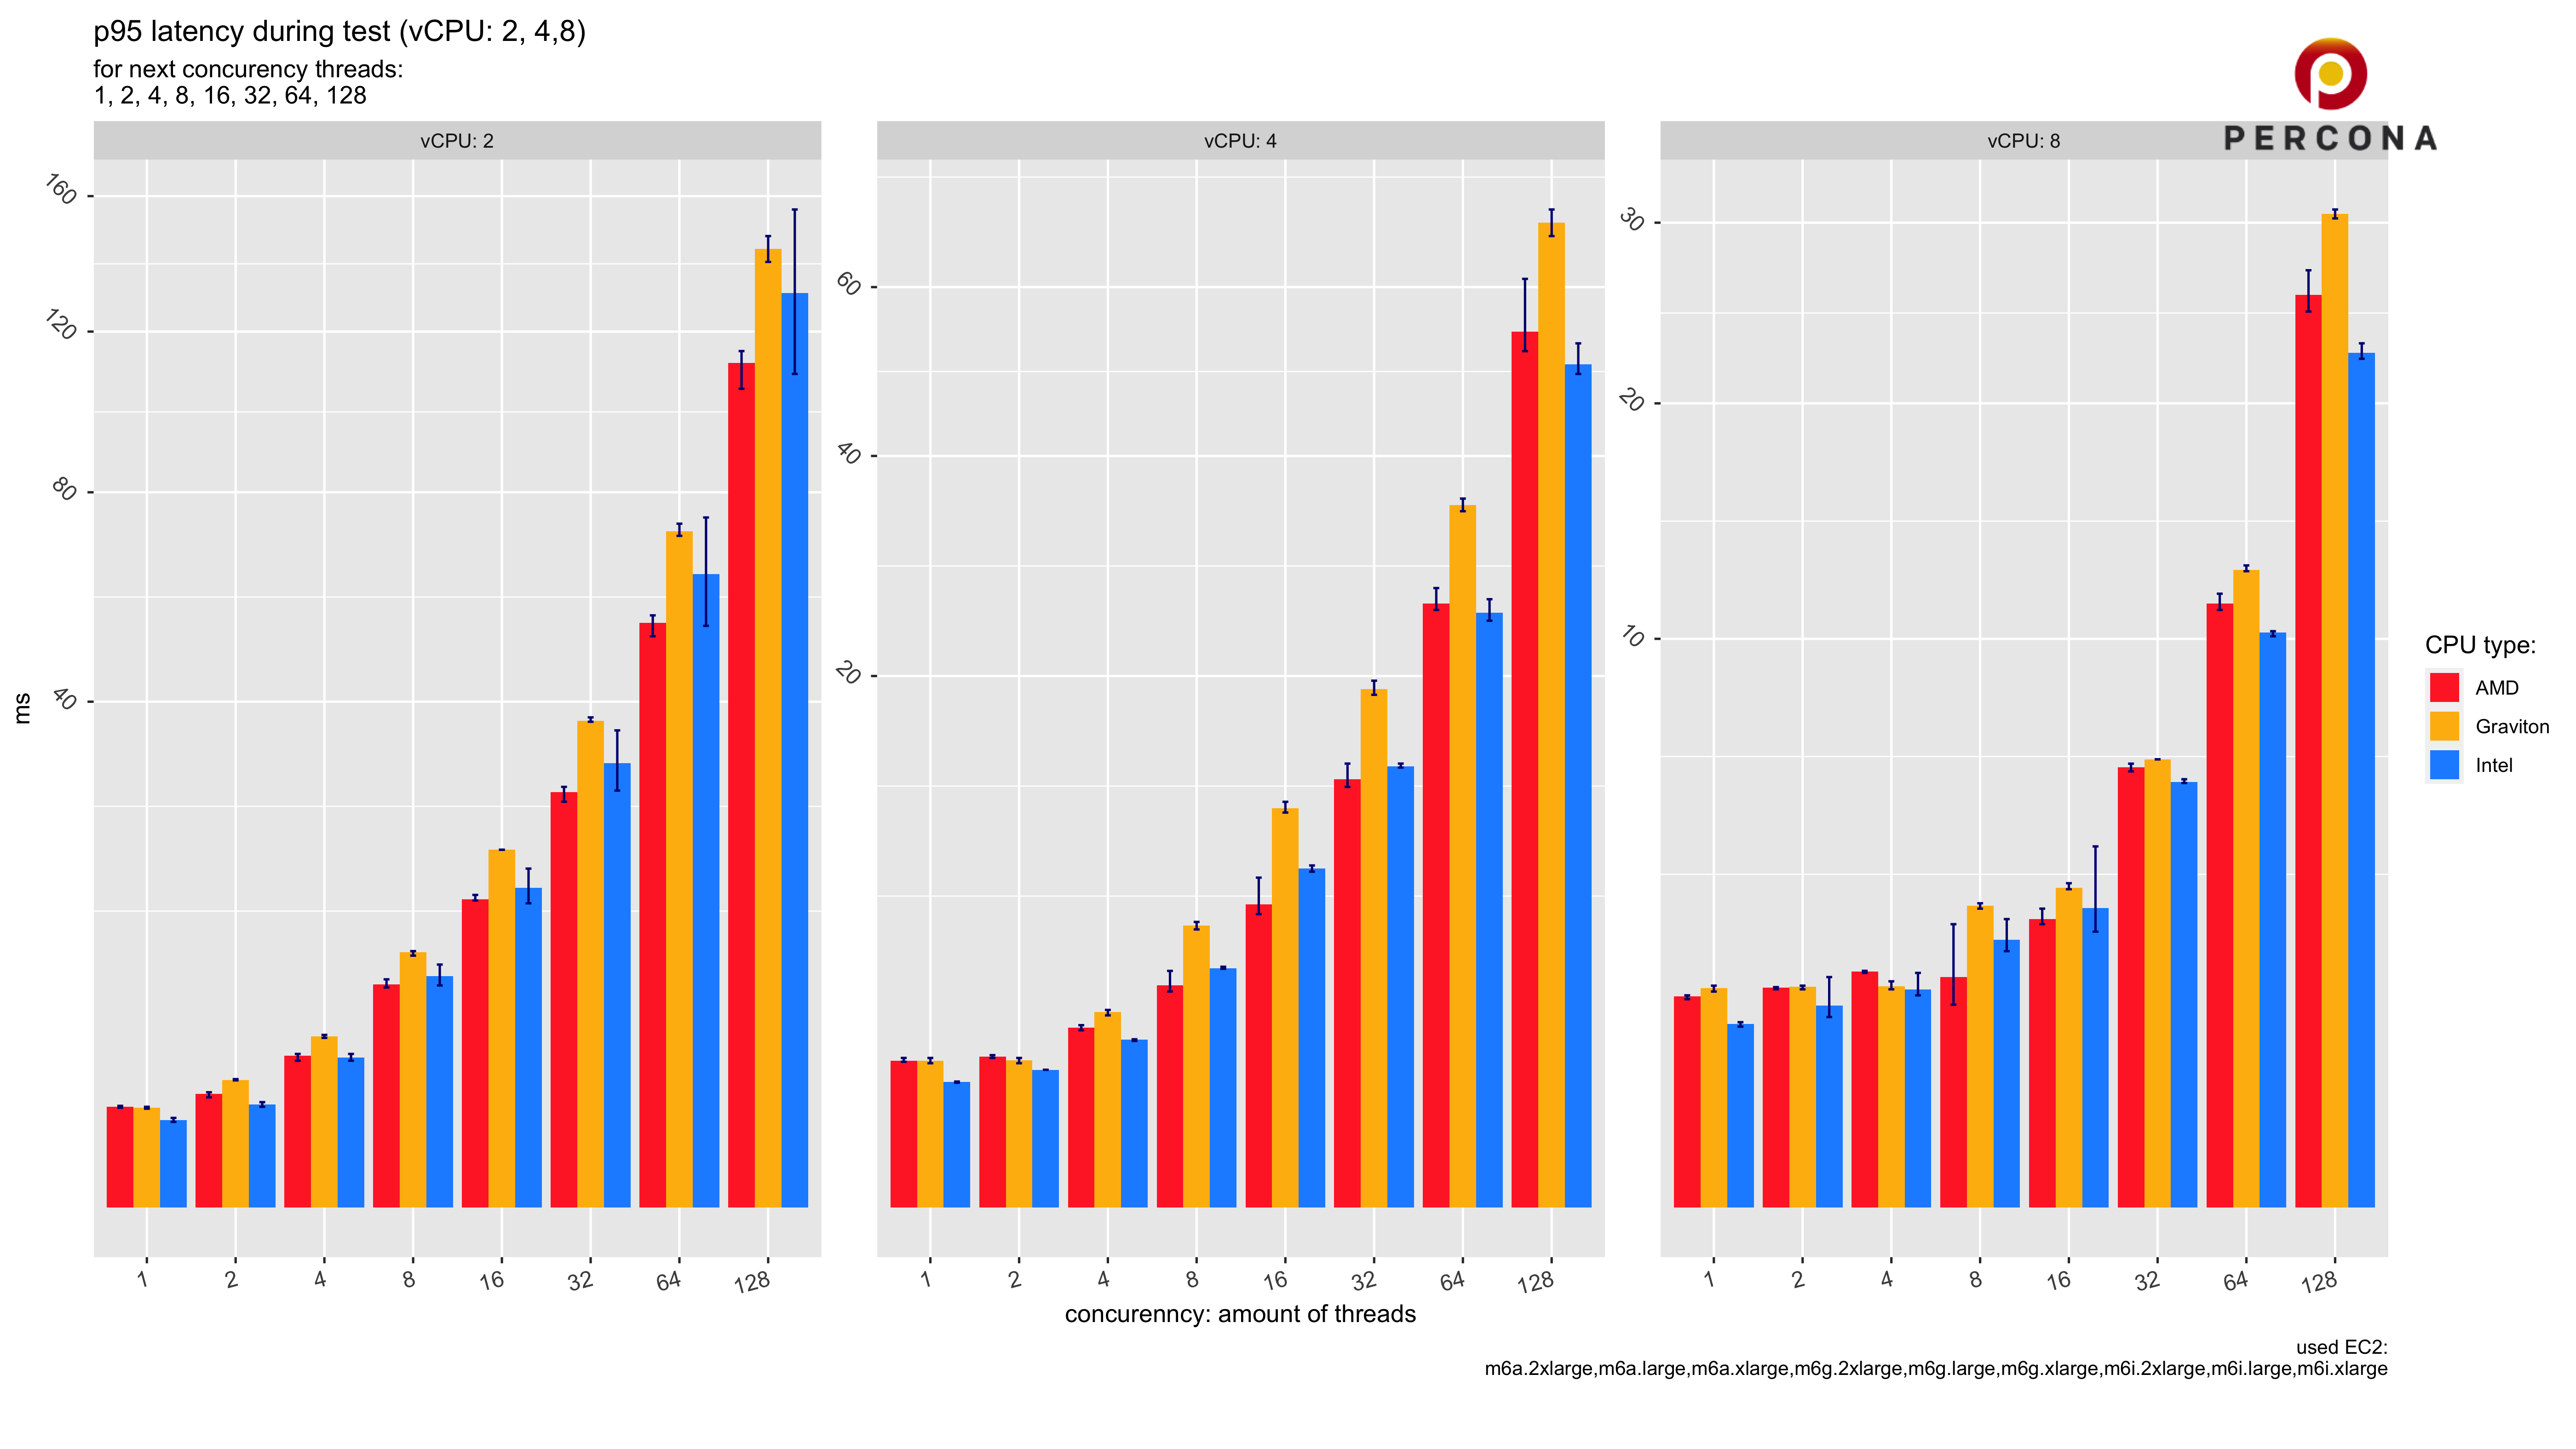 p95 latency during test (vCPU: 2, 4,8)
for next concurency threads:
1, 2, 4, 8, 16, 32, 64, 128
PERCONA
vCPU: 2
vCPU: 4
vCPU: 8
ms
160
120
80
40
60
40
20
30
20
10
1 2 4 8 16 32 64 128
1 2 4 8 16 32 64 128
1 2 4 8 16 32 64 128
concurenncy: amount of threads
CPU type:
AMD
Graviton
Intel
used EC2:
m6a.2xlarge,m6a.large,m6a.xlarge,m6g.2xlarge,m6g.large,m6g.xlarge,m6i.2xlarge,m6i.large,m6i.xlarge